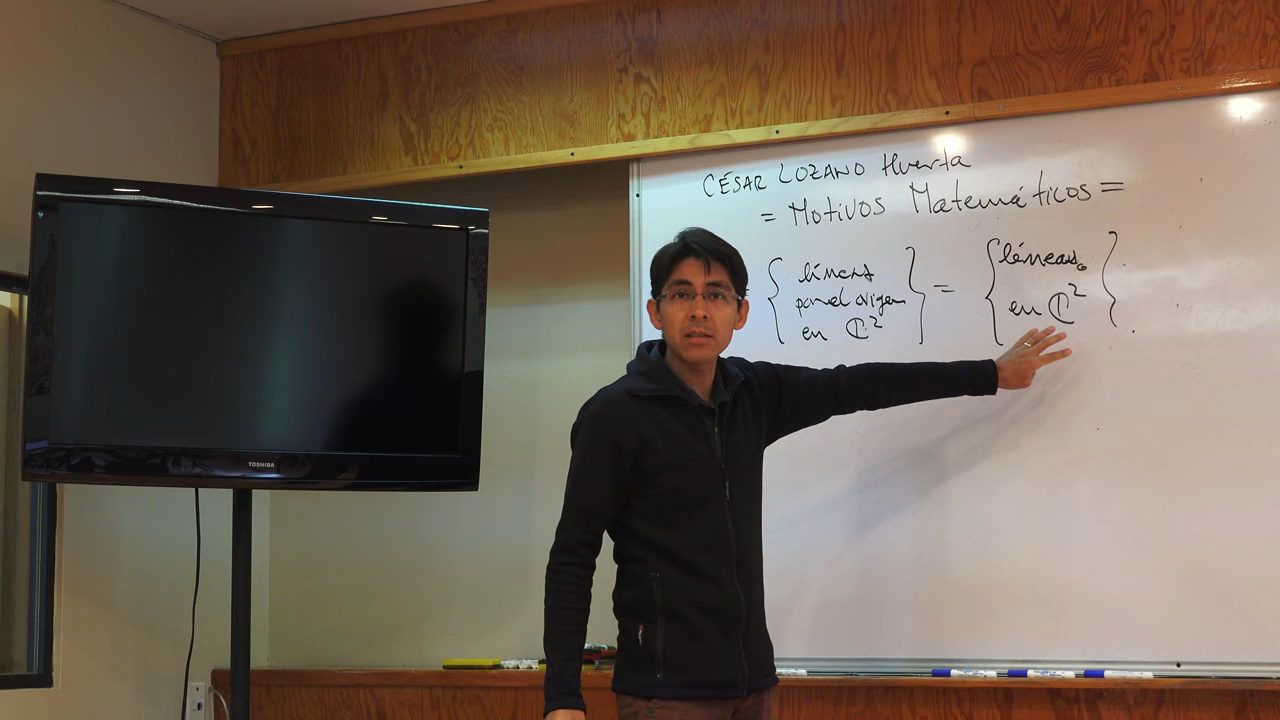 CÉSAR LOZANO Huerta
= Motivos Matemáticos =
{ líneas por el origen en ℂ² } = { líneas en ℂ² }
TOSHIBA